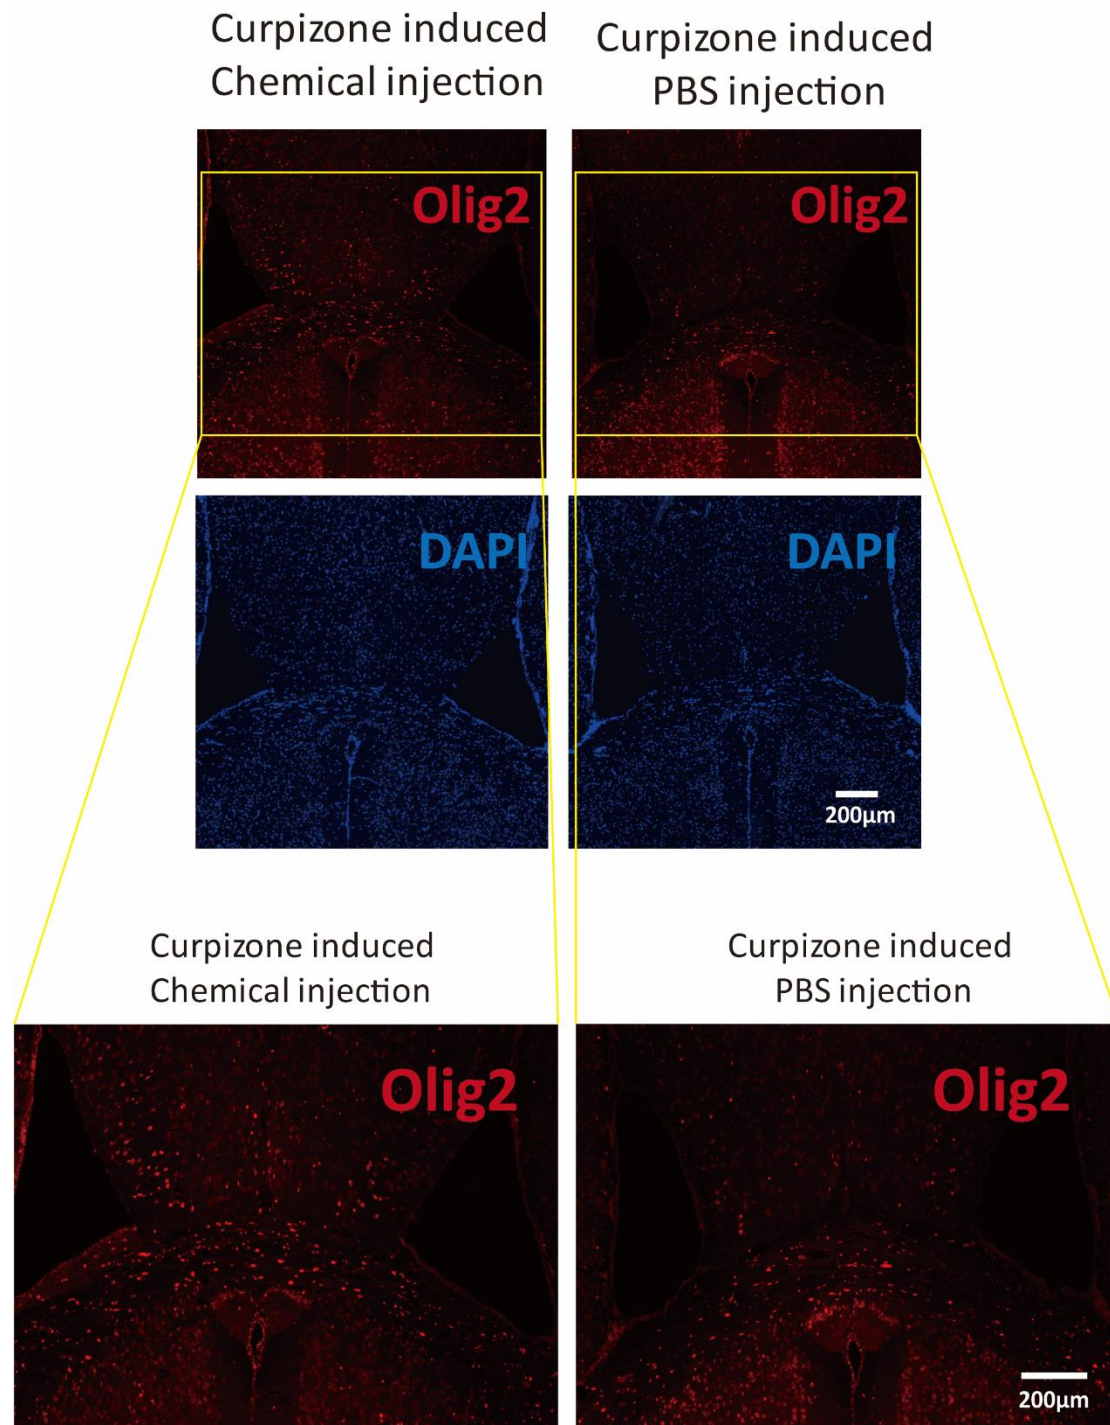 Curpizone induced
Chemical injection
Curpizone induced
PBS injection
Olig2
Olig2
DAPI
DAPI
200μm
Curpizone induced
Chemical injection
Curpizone induced
PBS injection
Olig2
Olig2
200μm